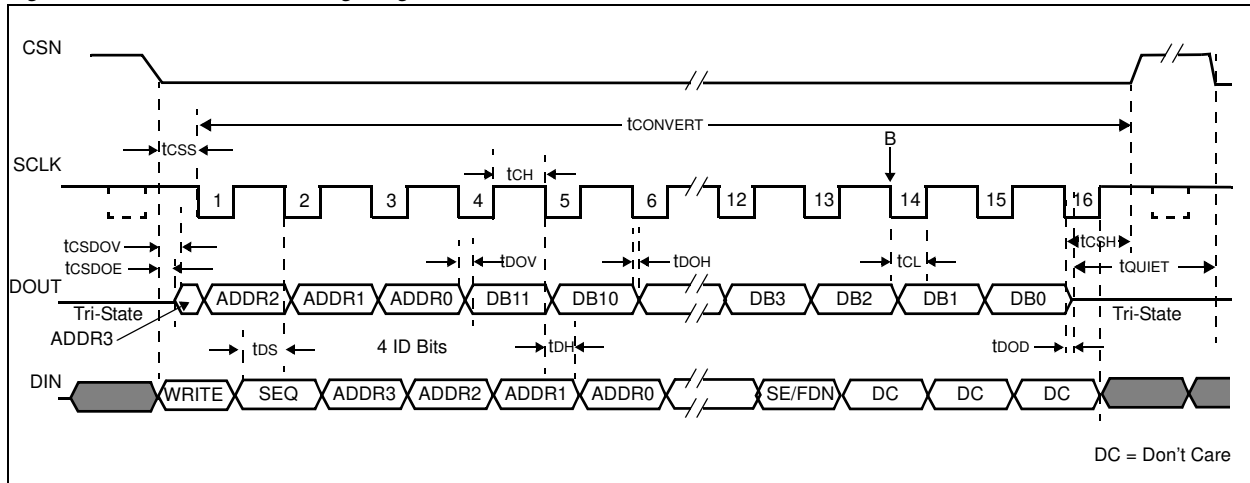 CSN
tCONVERT
B
tCSS
SCLK
tCH
1 2 3 4 5 6 12 13 14 15 16
tCSDOV
tCSDOE
tDOV
tDOH
tCL
tCSH
tQUIET
DOUT
ADDR2 ADDR1 ADDR0 DB11 DB10 DB3 DB2 DB1 DB0
Tri-State
Tri-State
ADDR3
tDS
4 ID Bits
tDH
tDOD
DIN
WRITE SEQ ADDR3 ADDR2 ADDR1 ADDR0 SE/FDN DC DC DC
DC = Don't Care